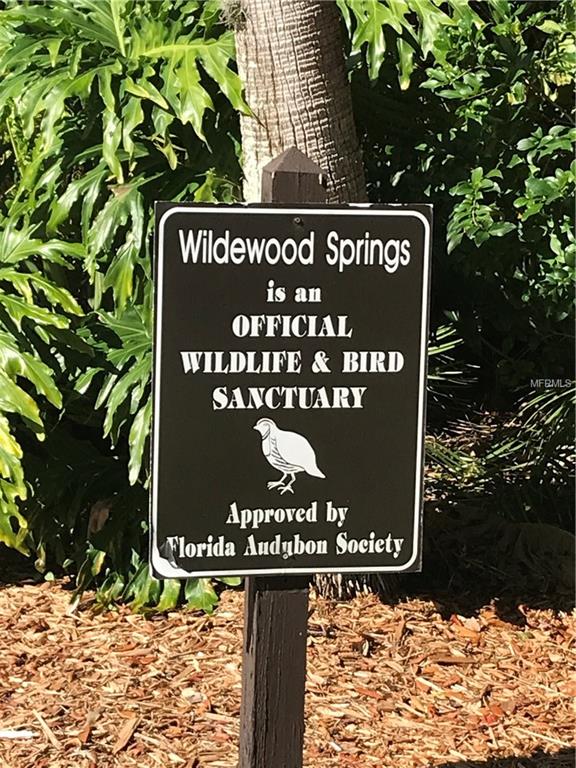 Wildewood Springs
is an
OFFICIAL
WILDLIFE & BIRD
SANCTUARY
Approved by
Florida Audubon Society
MFRMLS